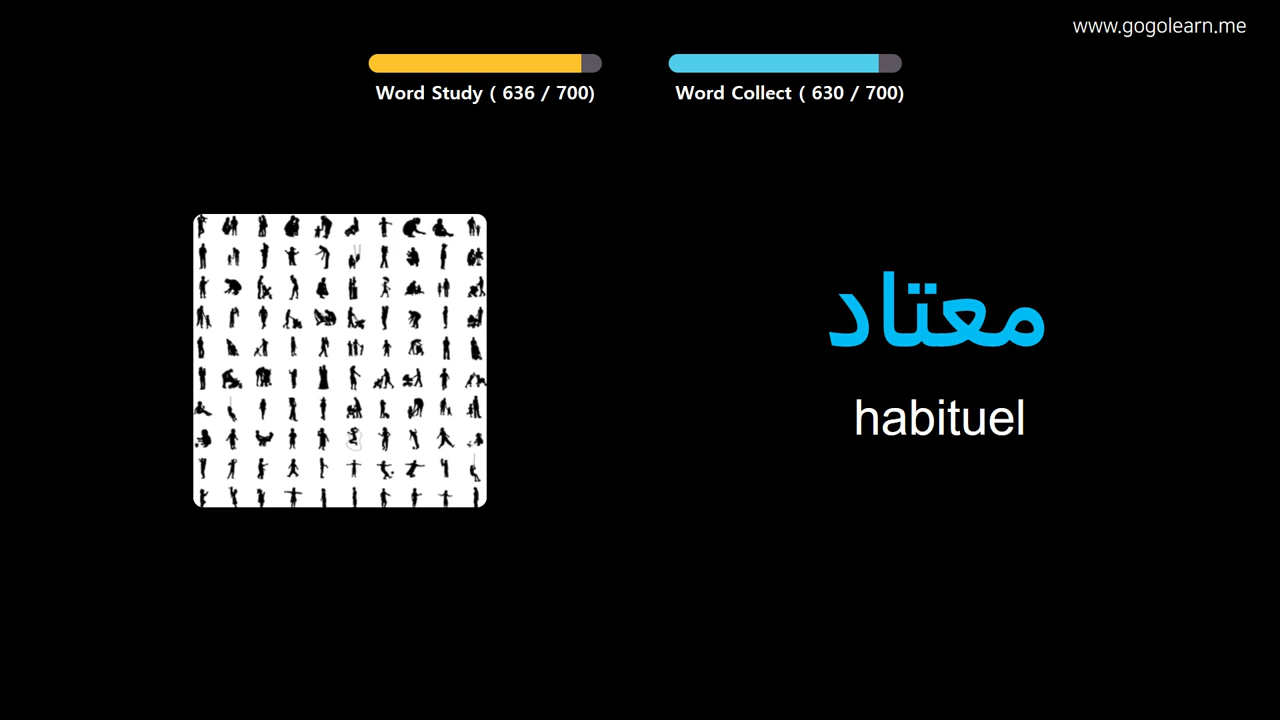 www.gogolearn.me
Word Study ( 636 / 700)
Word Collect ( 630 / 700)
معتاد
habituel